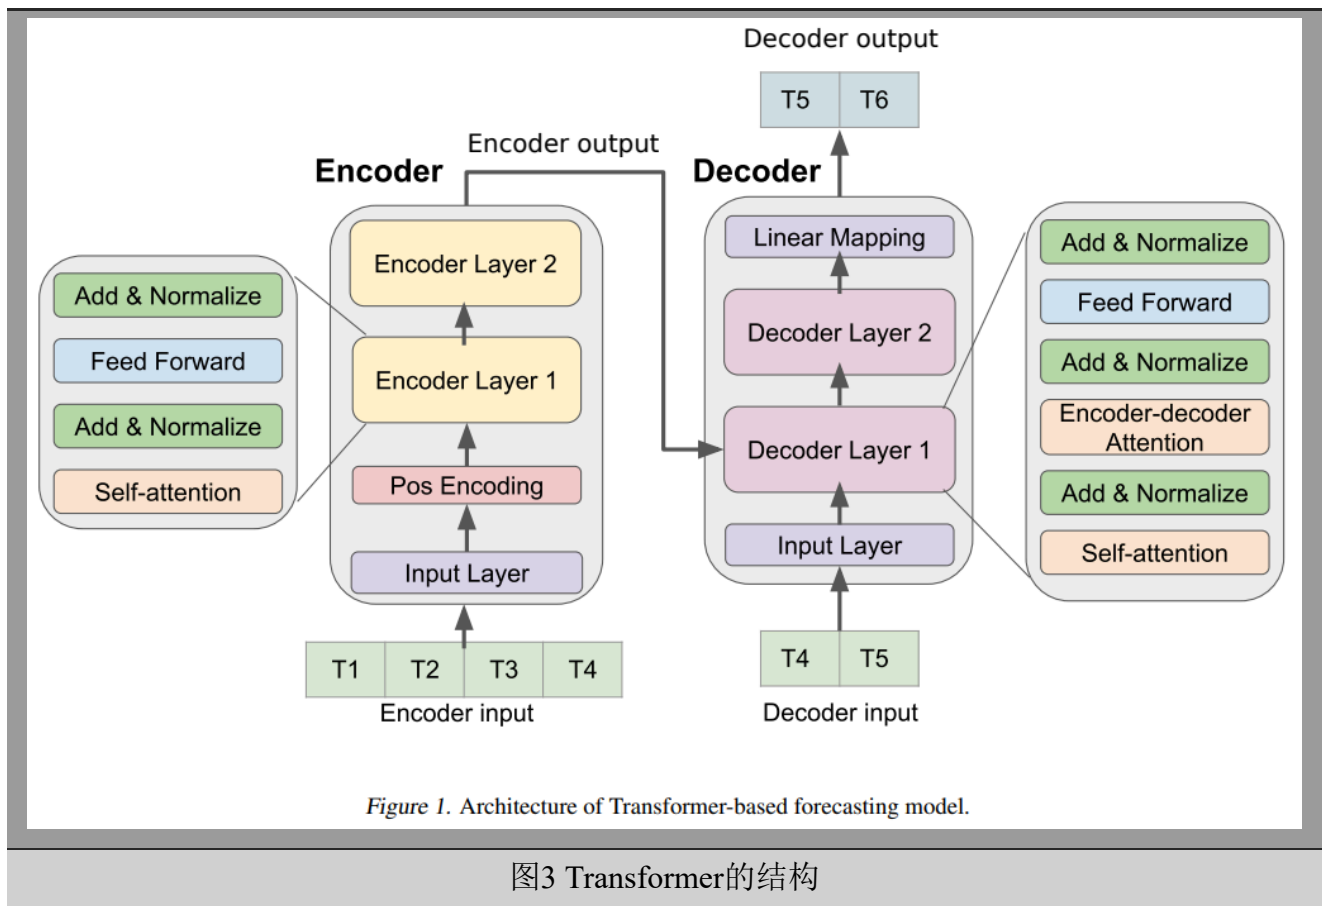 Decoder output
T5 T6
Encoder output
Encoder
Decoder
Encoder Layer 2
Encoder Layer 1
Pos Encoding
Input Layer
T1 T2 T3 T4
Encoder input
Add & Normalize
Feed Forward
Add & Normalize
Self-attention
Linear Mapping
Decoder Layer 2
Decoder Layer 1
Input Layer
T4 T5
Decoder input
Add & Normalize
Feed Forward
Add & Normalize
Encoder-decoder
Attention
Add & Normalize
Self-attention
Figure 1. Architecture of Transformer-based forecasting model.
图3 Transformer的结构